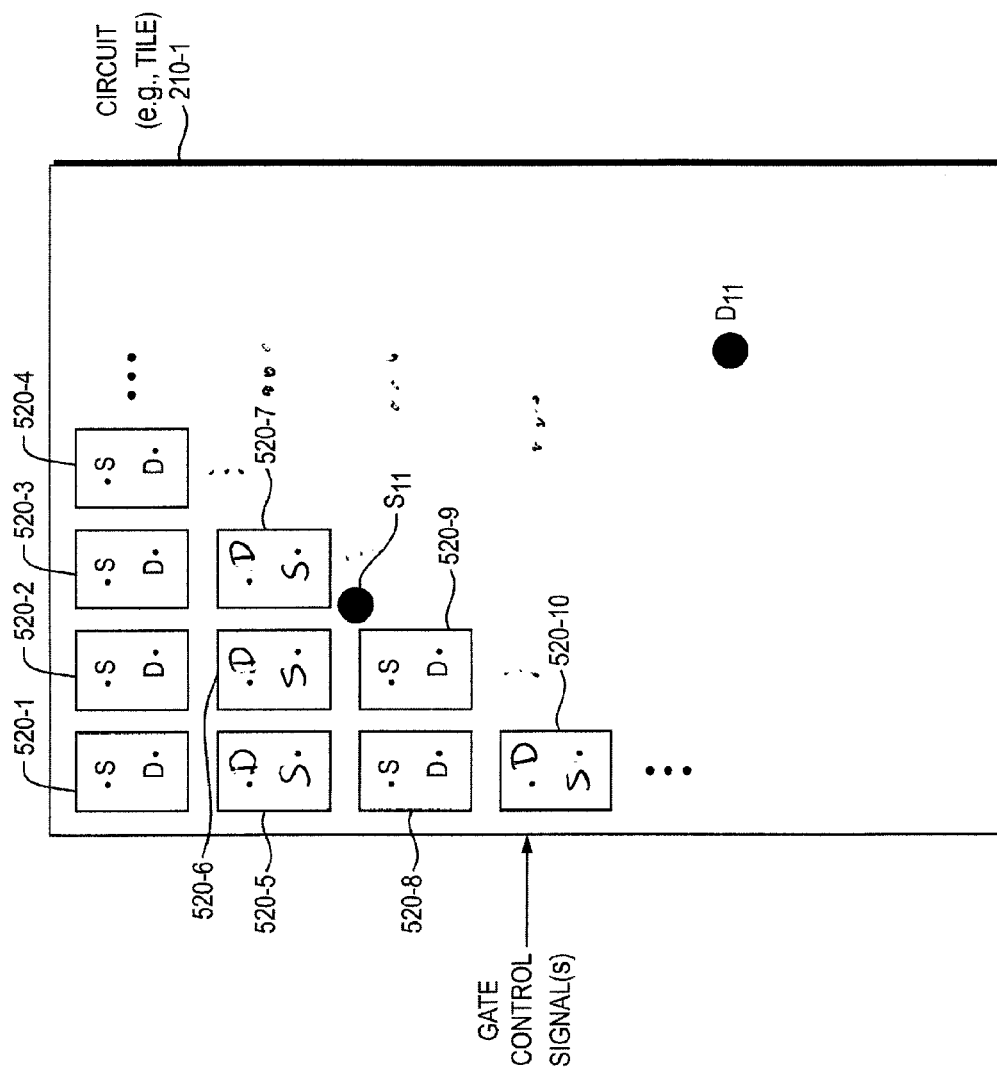 CIRCUIT
(e.g., TILE)
210-1
520-1
520-2
520-3
520-4
S
D
S
D
S
D
S
D
520-6
520-5
520-7
D
S
D
S
D
S
S11
520-8
520-9
S
D
S
D
520-10
D
S
GATE
CONTROL
SIGNAL(s)
D11